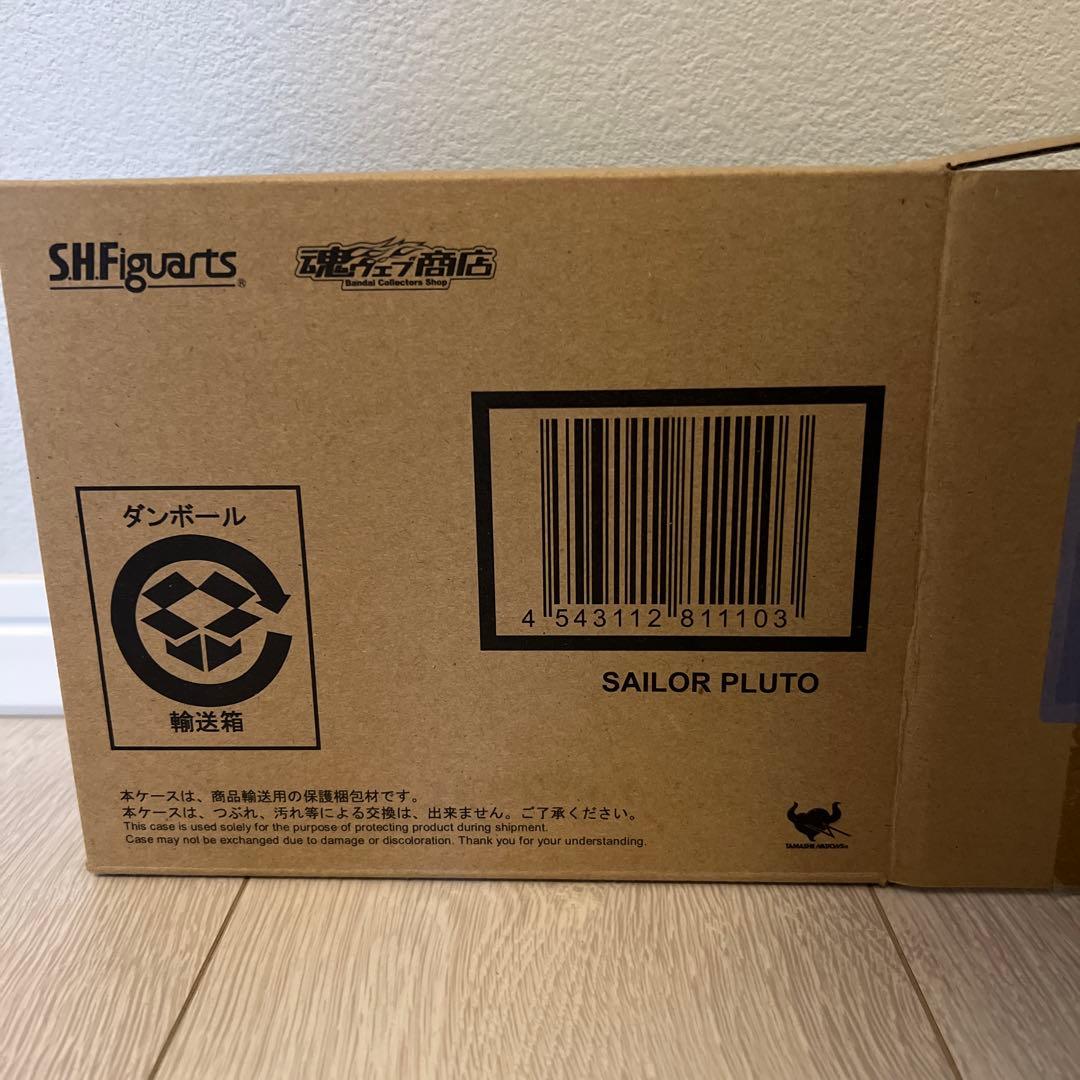 S.H.Figuarts®
魂ウェブ商店
Bandai Collectors Shop
4 543112 811103
SAILOR PLUTO
ダンボール
輸送箱
本ケースは、商品輸送用の保護梱包材です。
本ケースは、つぶれ、汚れ等による交換は、出来ません。ご了承ください。
This case is used solely for the purpose of protecting product during shipment.
Case may not be exchanged due to damage or discoloration. Thank you for your understanding.
TAMASHII NATIONS